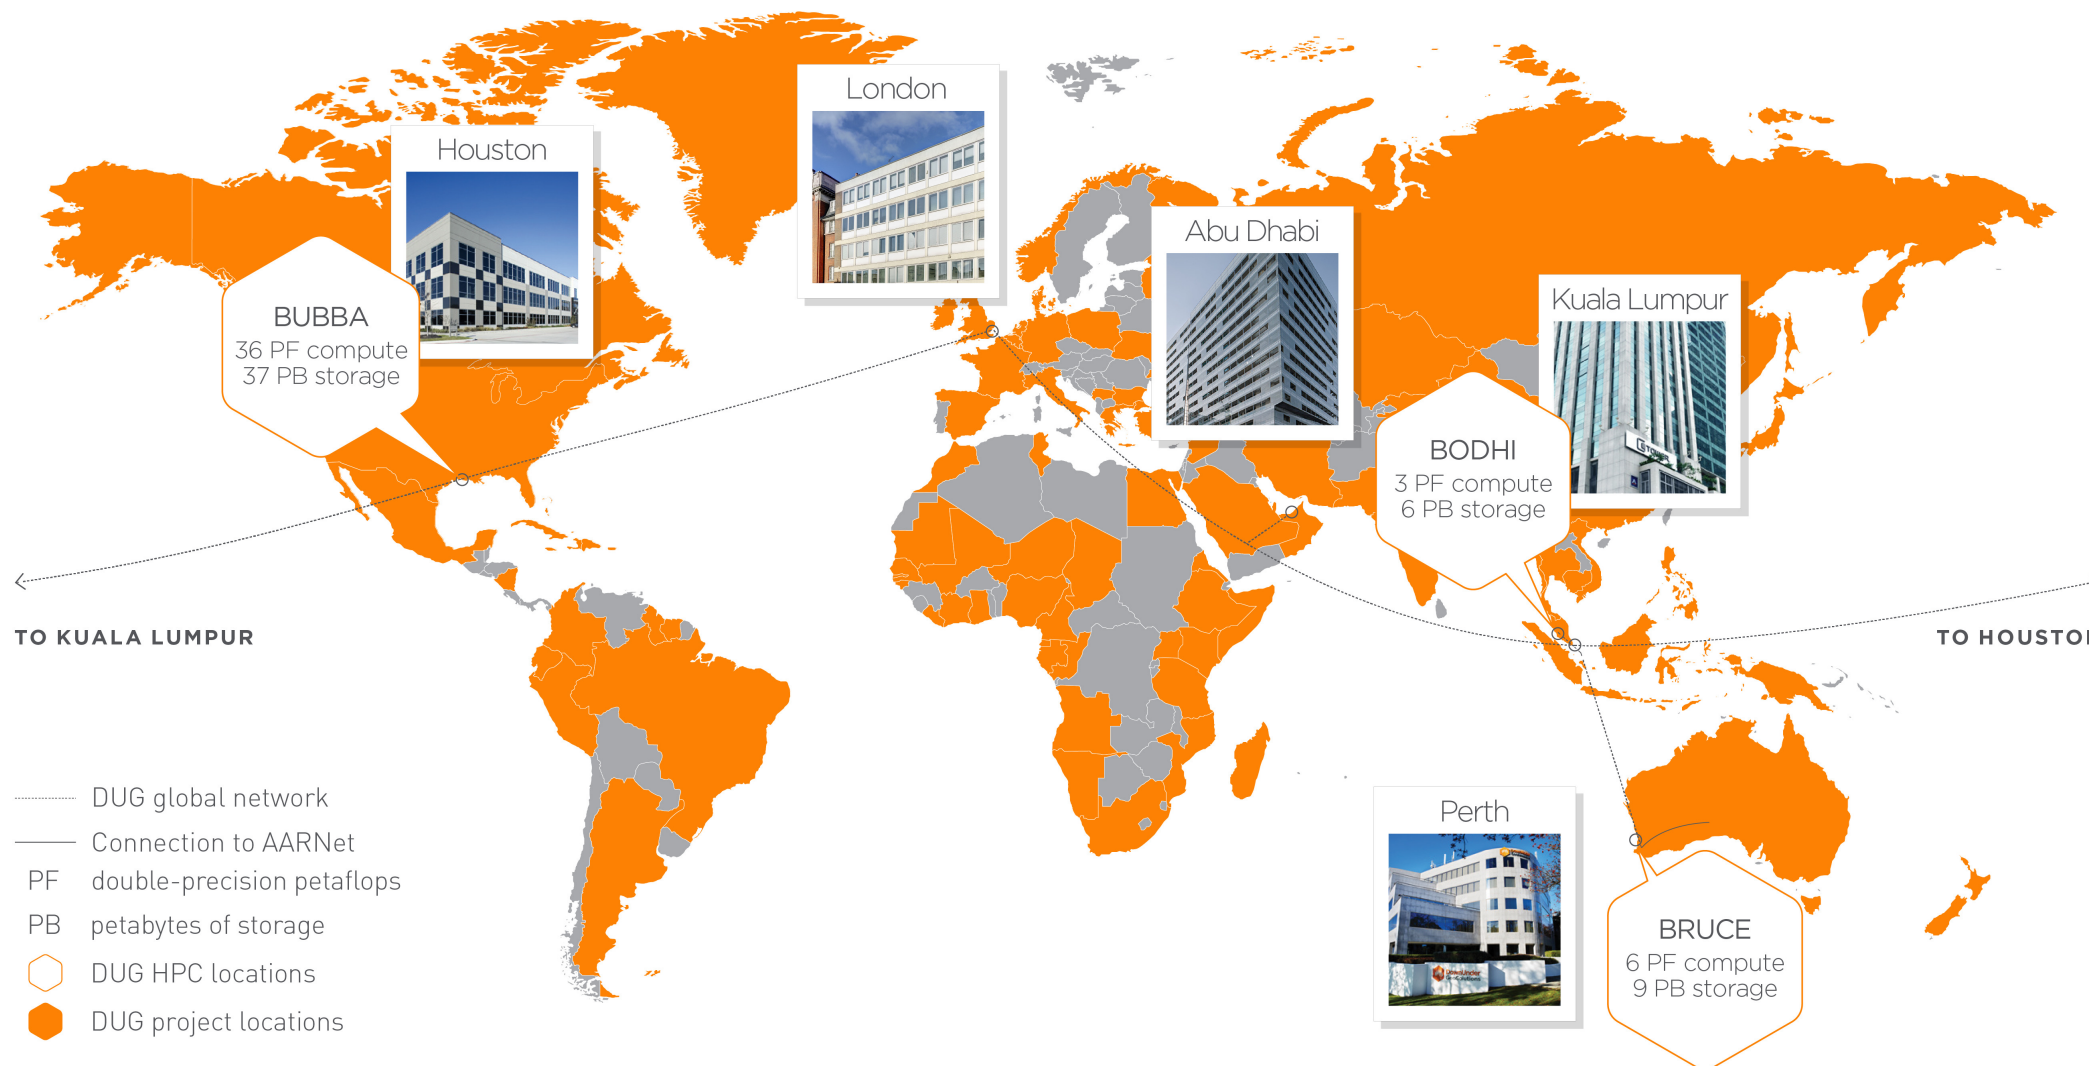 London
Houston
Abu Dhabi
Kuala Lumpur
BUBBA
36 PF compute
37 PB storage
BODHI
3 PF compute
6 PB storage
TO KUALA LUMPUR
TO HOUSTO
DUG global network
Connection to AARNet
PF double-precision petaflops
PB petabytes of storage
DUG HPC locations
DUG project locations
Perth
BRUCE
6 PF compute
9 PB storage